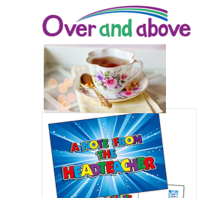 Over and above
A NOTE FROM
THE
HEADTEACHER